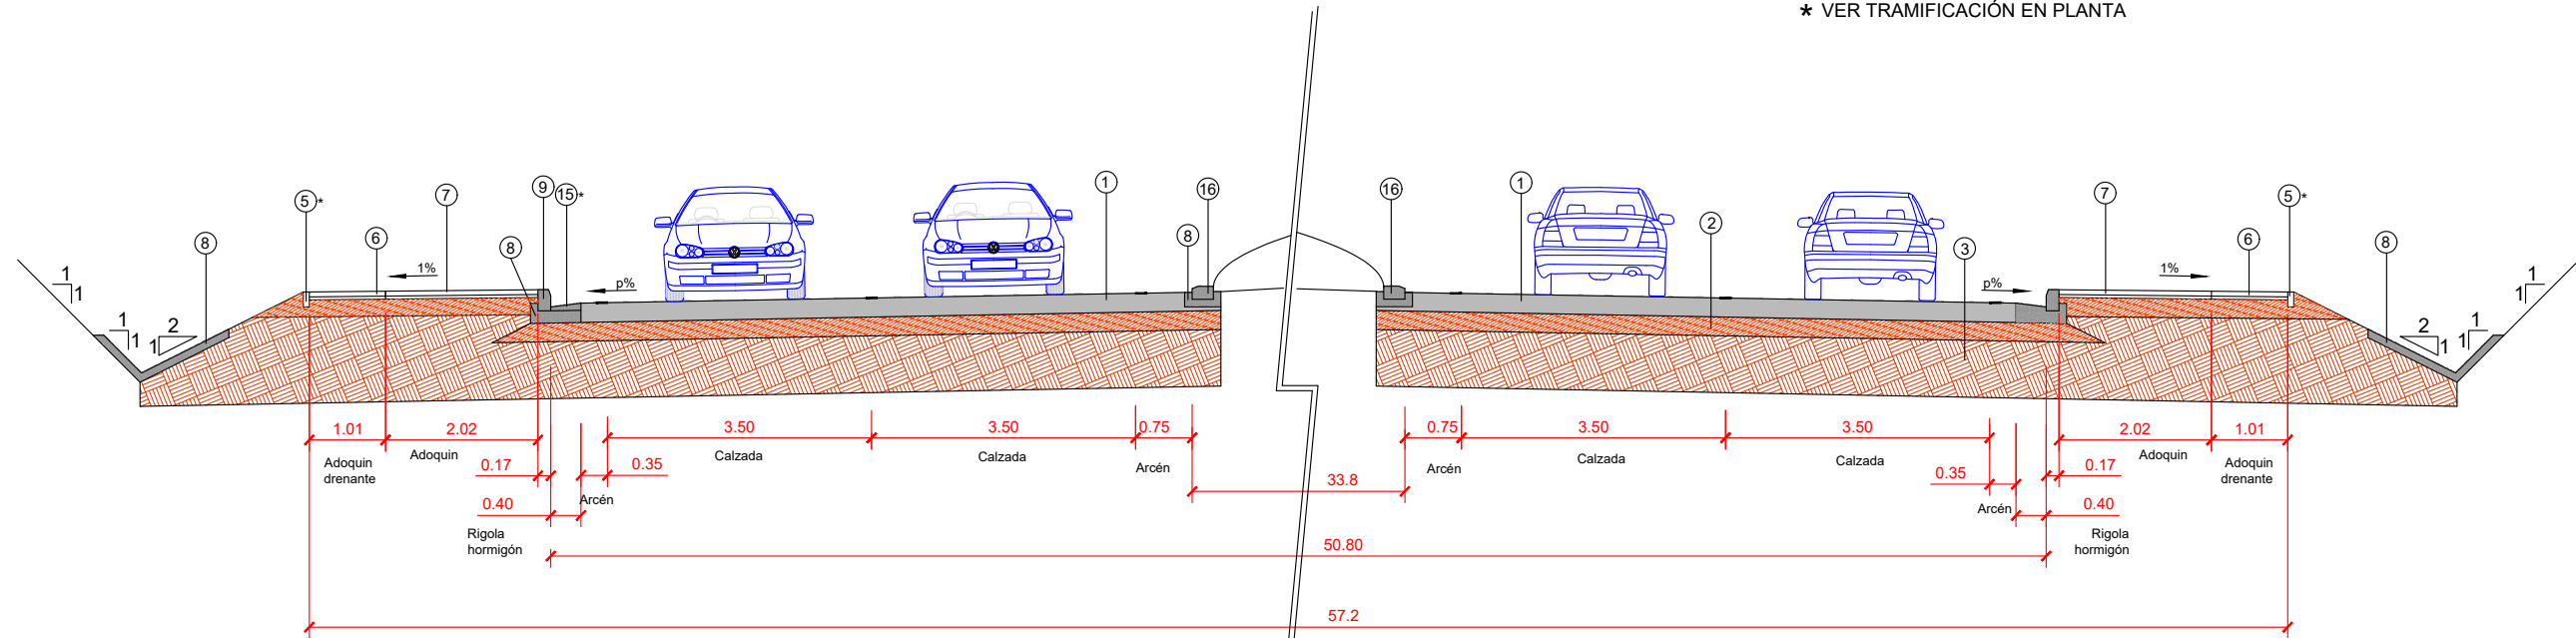 * VER TRAMIFICACIÓN EN PLANTA
5* 6 7 9 15* 1 16 16 1 2 3 7 5* 6
8 8 8 8
1% p% p% 1%
1 1 1 1 2 1
2 1 1 1 1 1
1.01 2.02 3.50 3.50 0.75 0.75 3.50 3.50 2.02 1.01
Adoquin drenante
Adoquin
Calzada
Calzada
Arcén
Arcén
Calzada
Calzada
Adoquin
Adoquin drenante
0.17 0.35 33.8 0.35 0.17
Arcén
Arcén
0.40 0.40
Rigola
hormigón
Rigola
hormigón
50.80
57.2